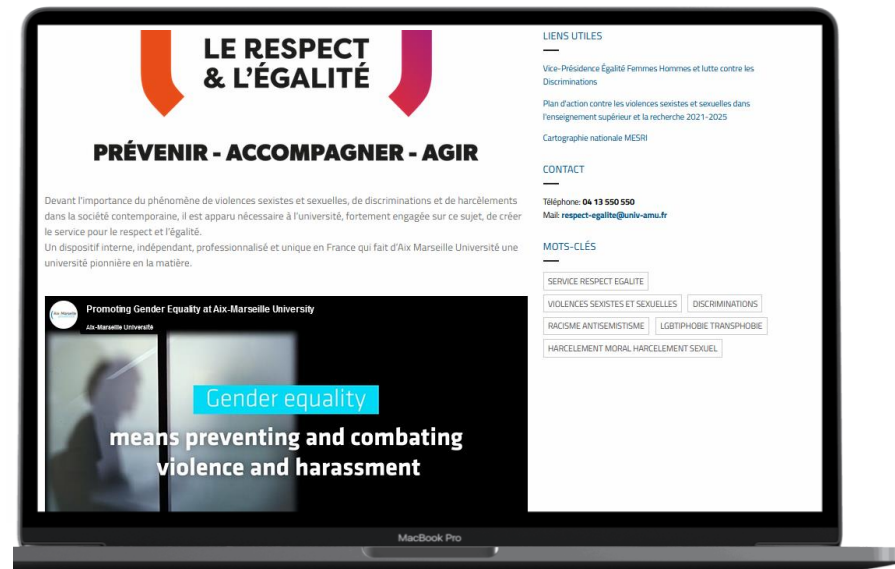 LE RESPECT
& L'ÉGALITÉ
PRÉVENIR - ACCOMPAGNER - AGIR
Devant l'importance du phénomène de violences sexistes et sexuelles, de discriminations et de harcèlements
dans la société contemporaine, il est apparu nécessaire à l'université, fortement engagée sur ce sujet, de créer
le service pour le respect et l'égalité.
Un dispositif interne, indépendant, professionnalisé et unique en France qui fait d'Aix Marseille Université une
université pionnière en la matière.
Promoting Gender Equality at Aix-Marseille University
Aix-Marseille Université
Gender equality
means preventing and combating
violence and harassment
LIENS UTILES
Vice-Présidence Égalité Femmes Hommes et lutte contre les
Discriminations
Plan d'action contre les violences sexistes et sexuelles dans
l'enseignement supérieur et la recherche 2021-2025
Cartographie nationale MESRI
CONTACT
Téléphone: 04 13 550 550
Mail: respect-egalite@univ-amu.fr
MOTS-CLÉS
SERVICE RESPECT EGALITE
VIOLENCES SEXISTES ET SEXUELLES DISCRIMINATIONS
RACISME ANTISEMISTISME LGBTIPHOBIE TRANSPHOBIE
HARCELEMENT MORAL HARCELEMENT SEXUEL
MacBook Pro